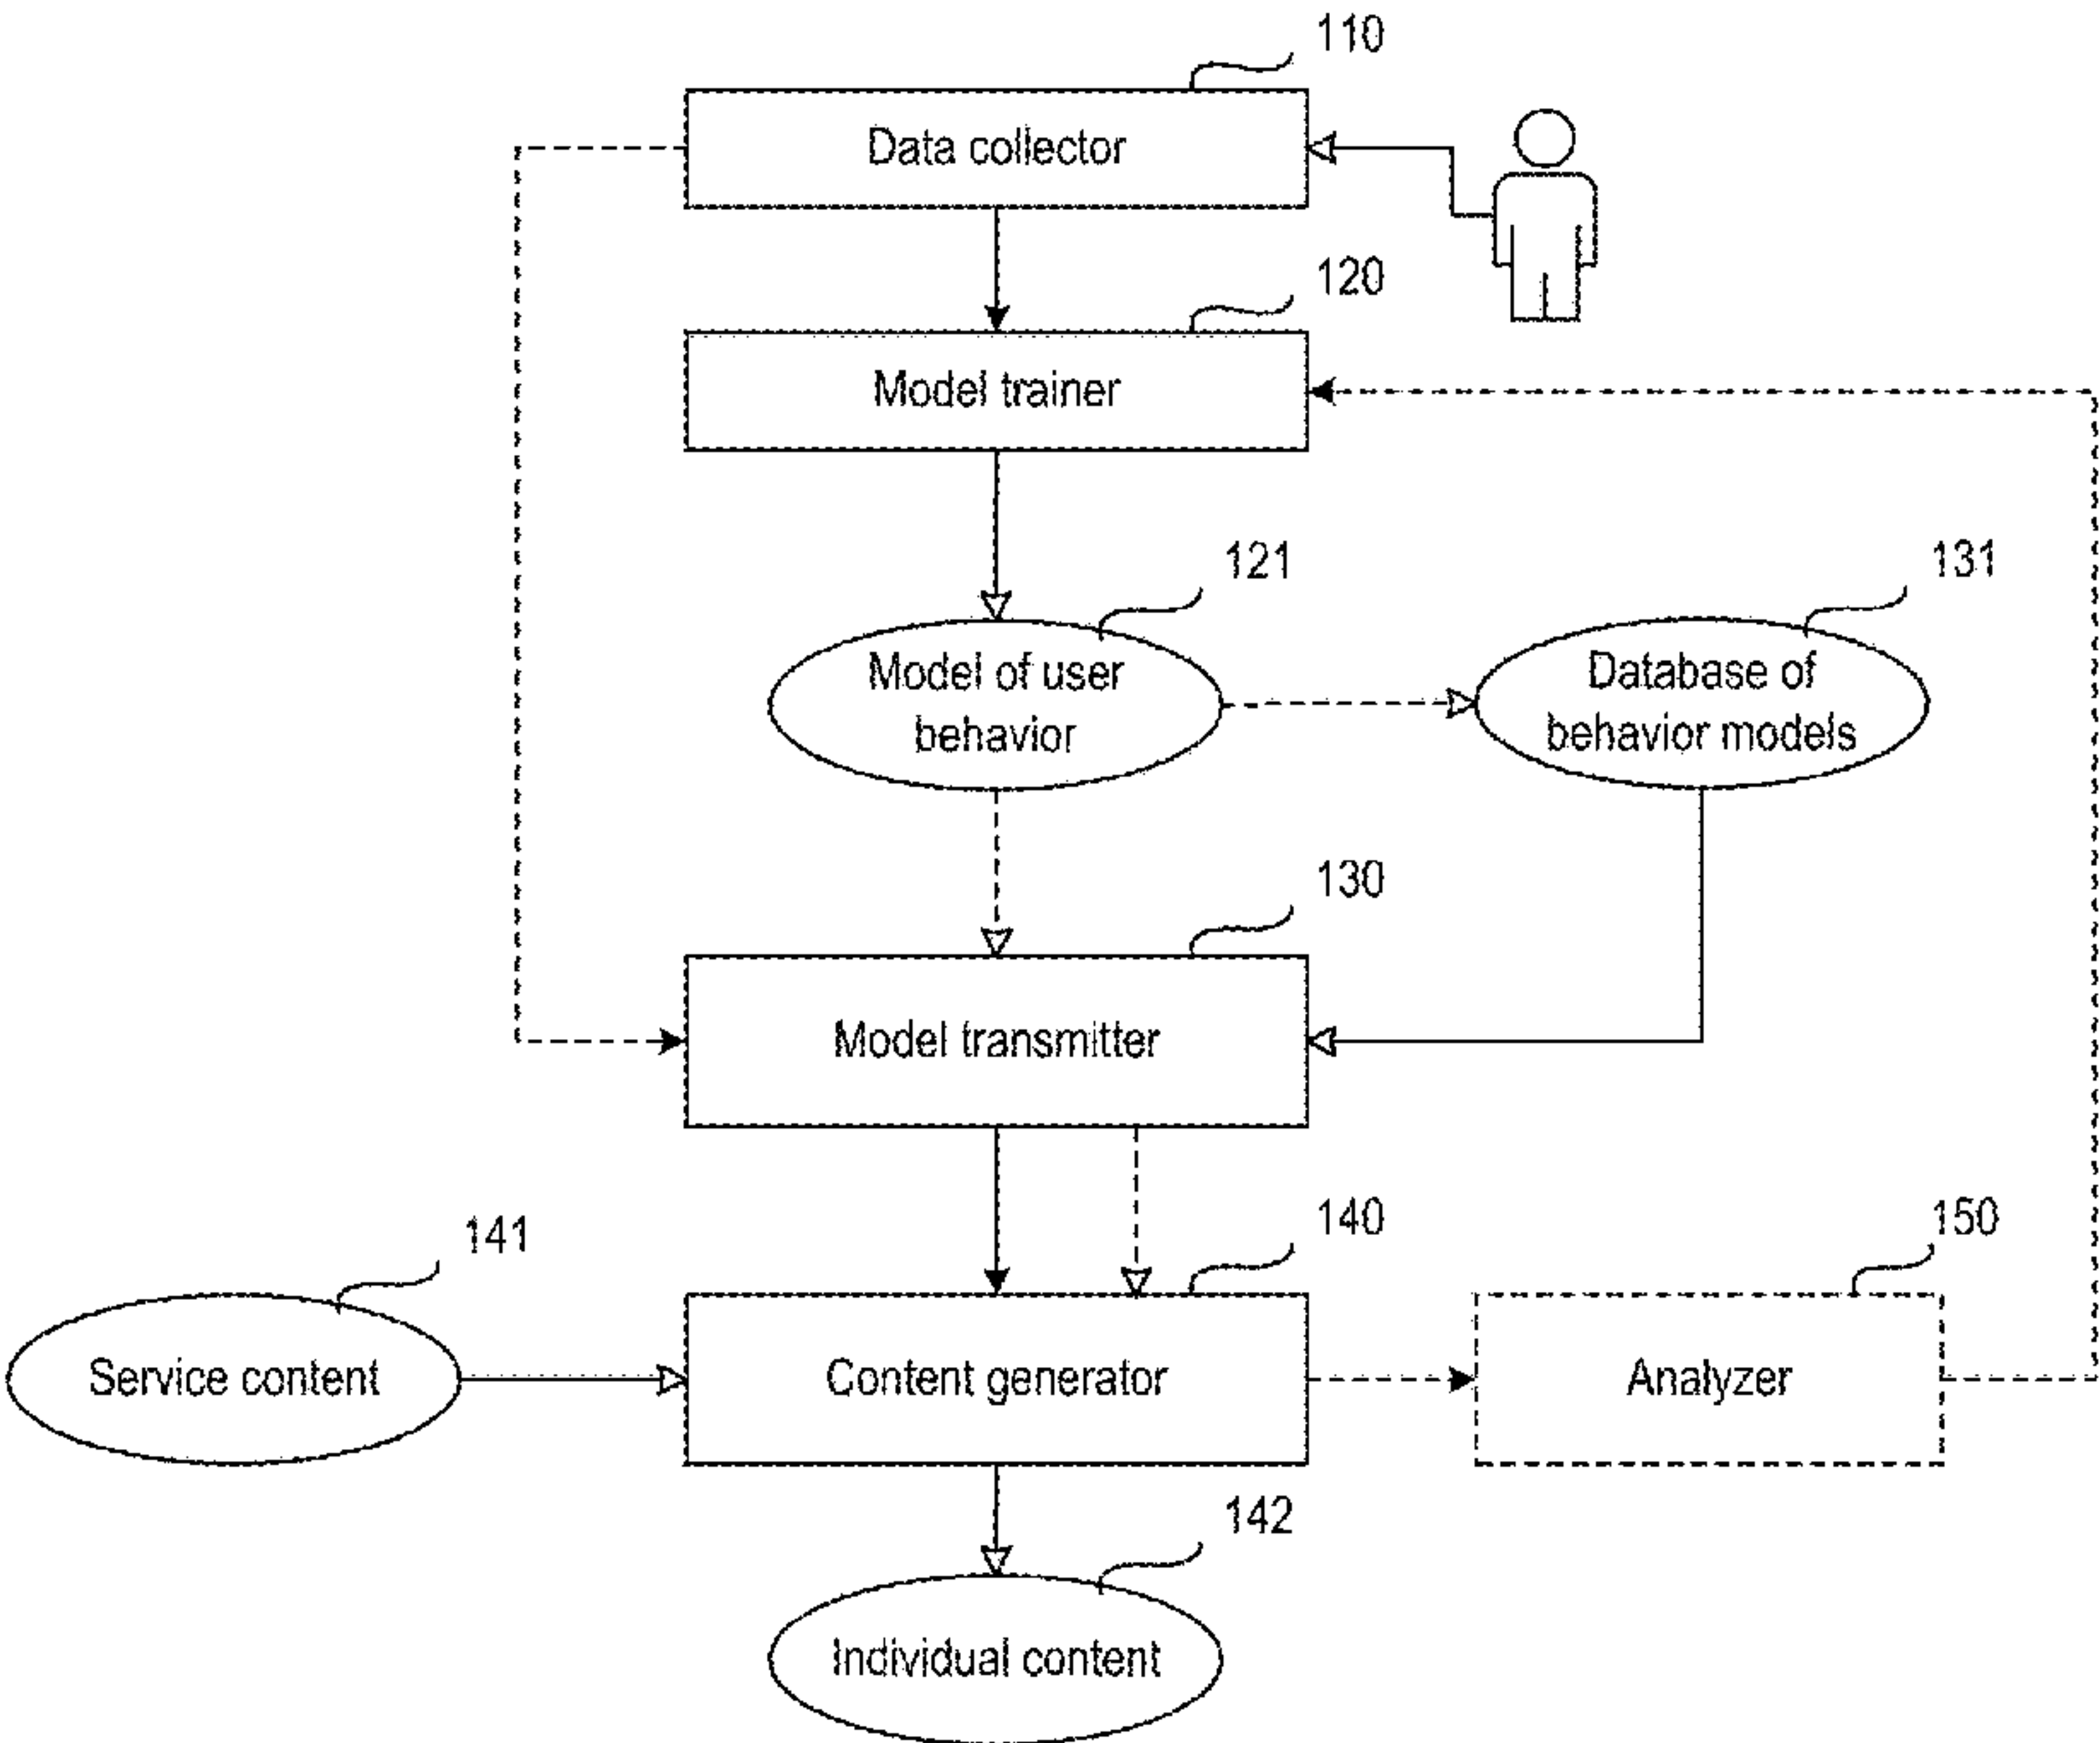 110
Data collector
120
Model trainer
121
131
Model of user
behavior
Database of
behavior models
130
Model transmitter
141
140
150
Service content
Content generator
Analyzer
142
Individual content